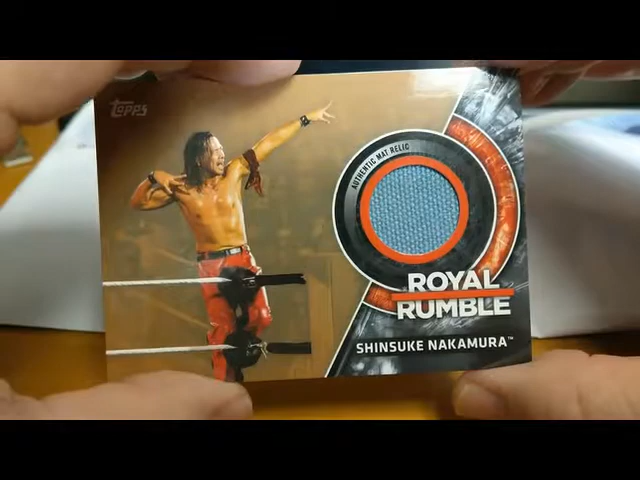 Topps
AUTHENTIC MAT RELIC
ROYAL
RUMBLE
SHINSUKE NAKAMURA™